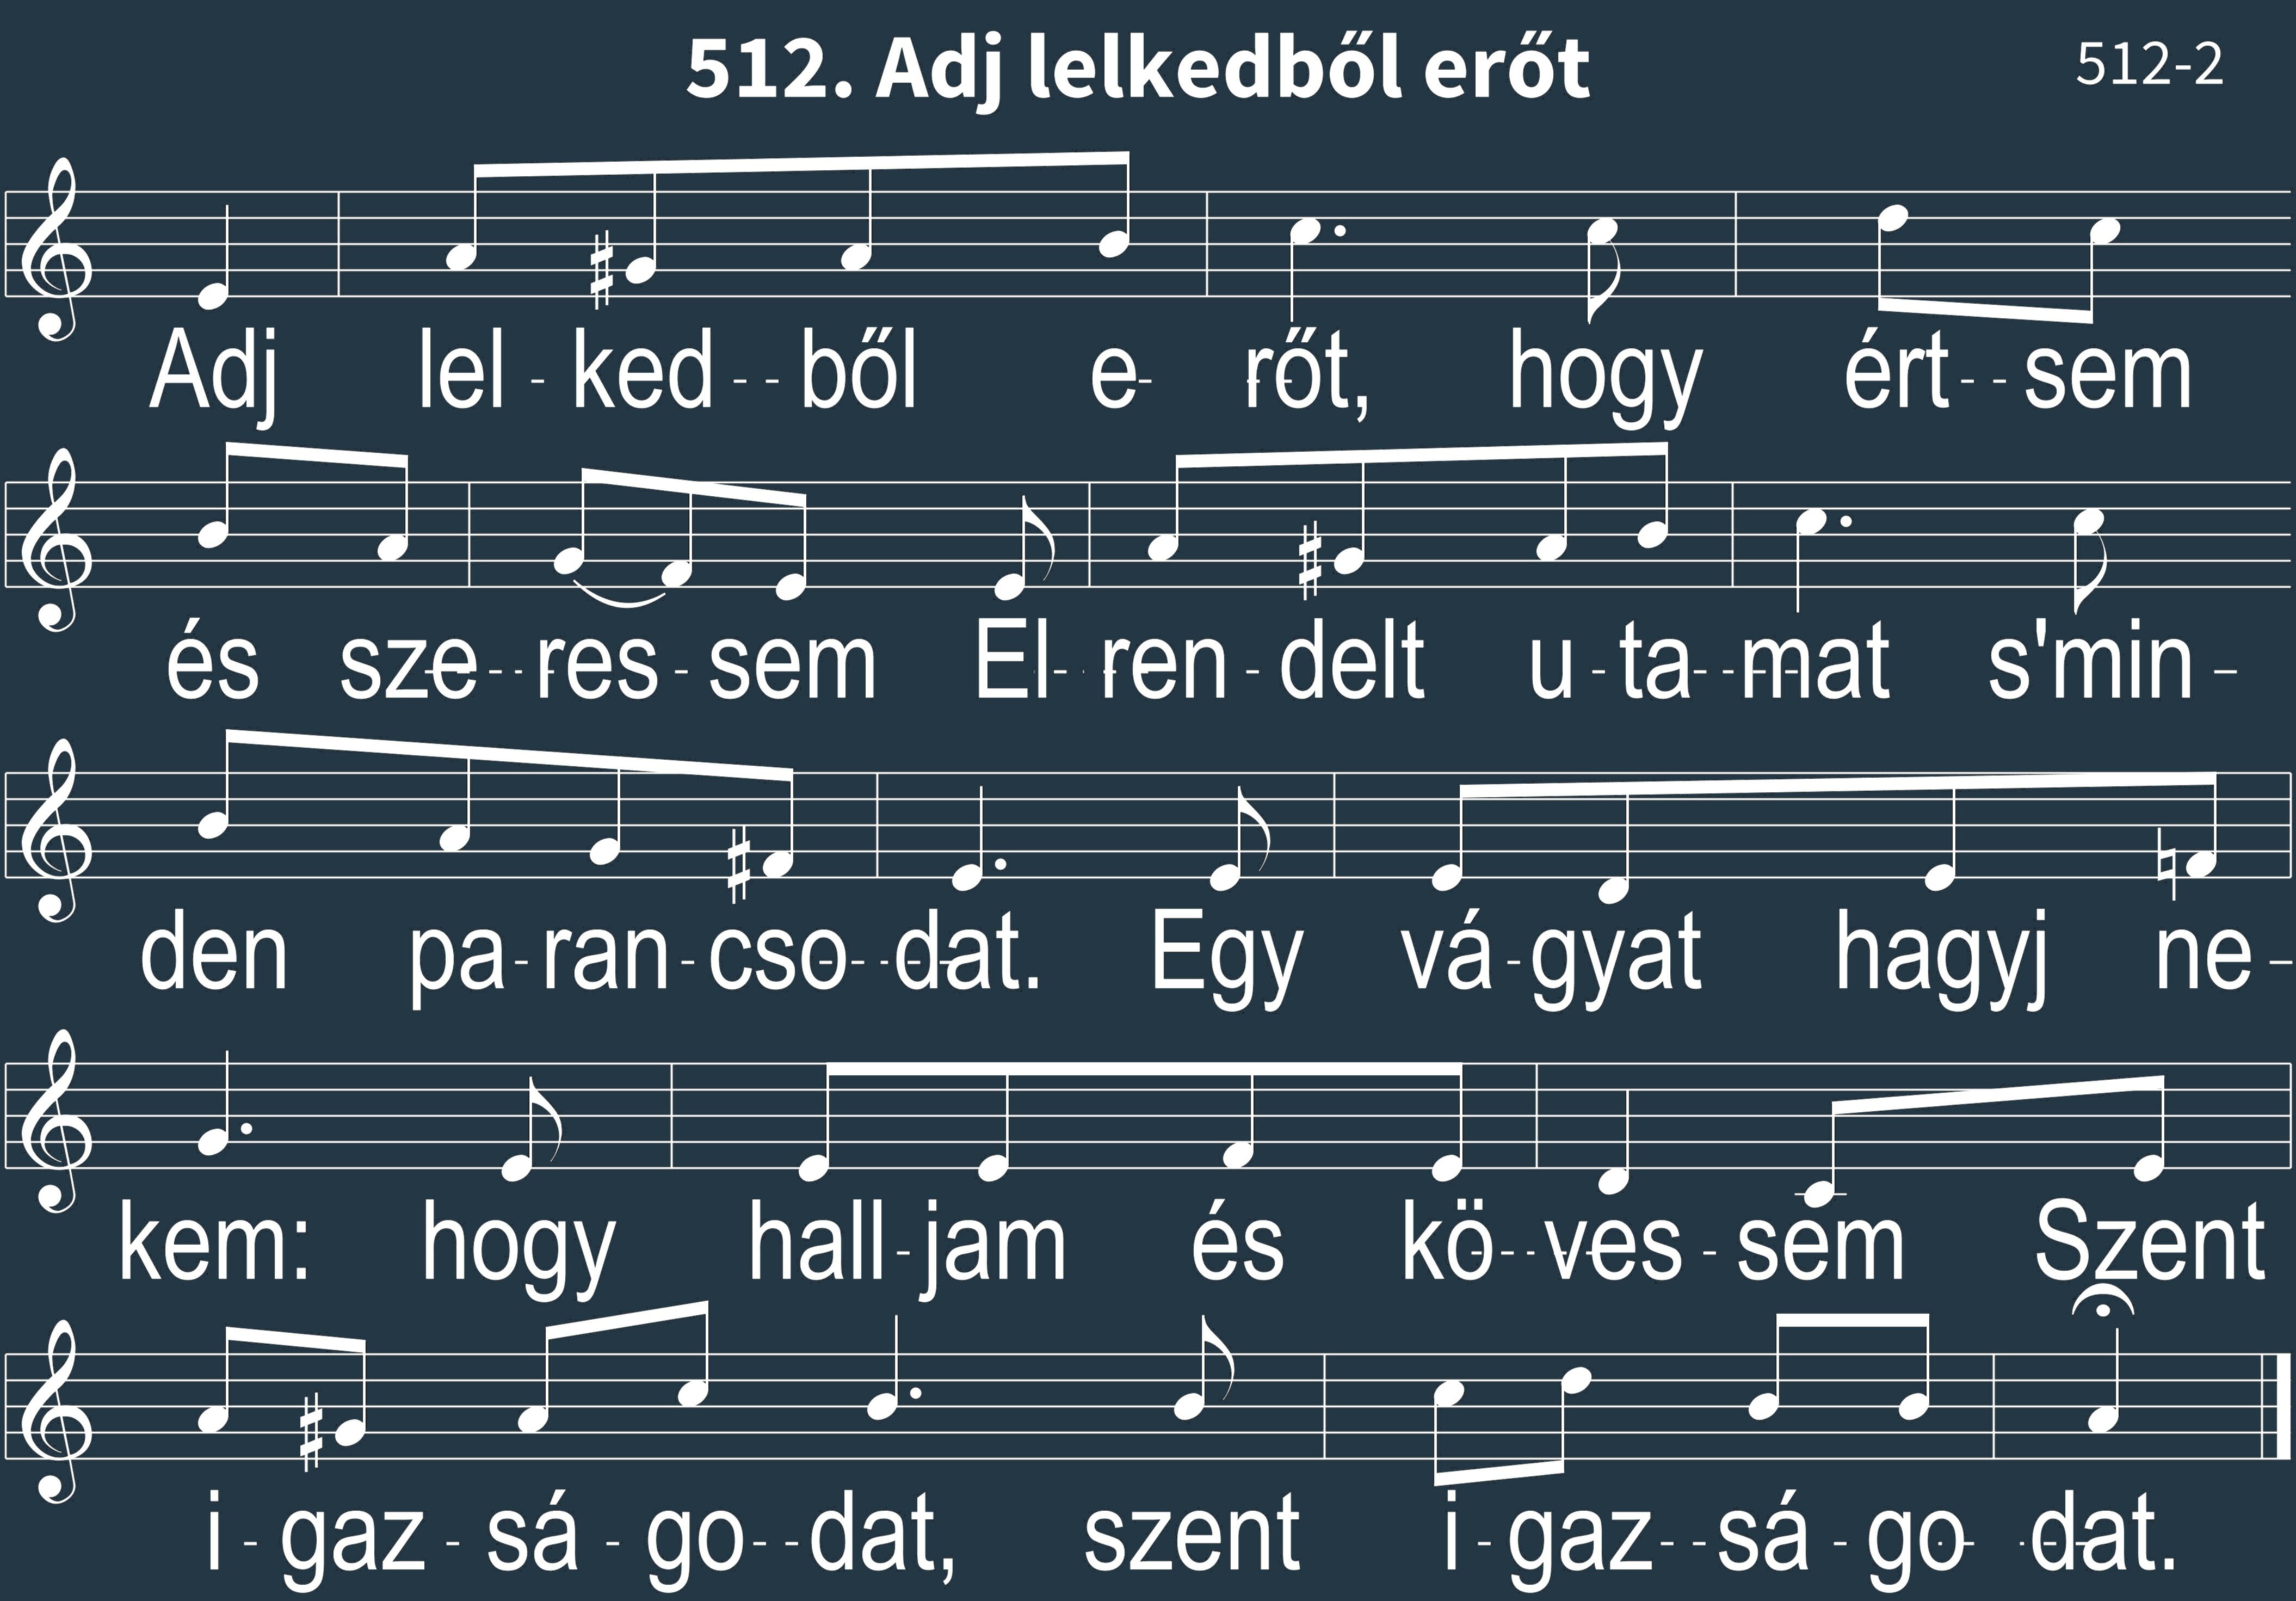 512. Adj lelkedből erőt
512-2
Adj lel - ked - - ből e- rőt, hogy ért - - sem
és sze - - res - sem El - - ren - delt u - ta - - mat s'min -
den pa - ran - cso - - dat. Egy vá - gyat hagyj ne -
kem: hogy hall - jam és kö - - ves - sem Szent
i - gaz - sá - go - - dat, szent i - gaz - - sá - go - dat.